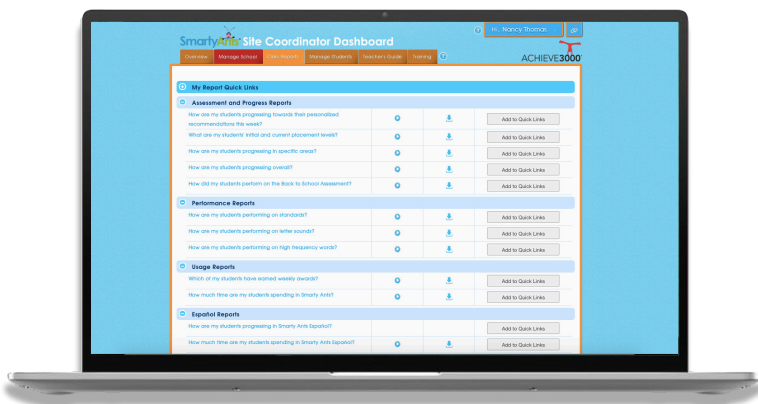 Hi, Nancy Thomas
SmartyAnts Site Coordinator Dashboard
ACHIEVE3000
Overview Manage School Class Reports Manage Students Teachers Guide Training
My Report Quick Links
Assessment and Progress Reports
How are my students progressing towards their personalized
recommendations this week? Add to Quick Links
What are my students' initial and current placement levels? Add to Quick Links
How are my students progressing in specific areas? Add to Quick Links
How are my students progressing overall? Add to Quick Links
How did my students perform on the Back to School Assessment? Add to Quick Links
Performance Reports
How are my students performing on standards? Add to Quick Links
How are my students performing on letter sounds? Add to Quick Links
How are my students performing on high frequency words? Add to Quick Links
Usage Reports
Which of my students have earned weekly awards? Add to Quick Links
How much time are my students spending in Smarty Ants? Add to Quick Links
Español Reports
How are my students progressing in Smarty Ants Español? Add to Quick Links
How much time are my students spending in Smarty Ants Español? Add to Quick Links